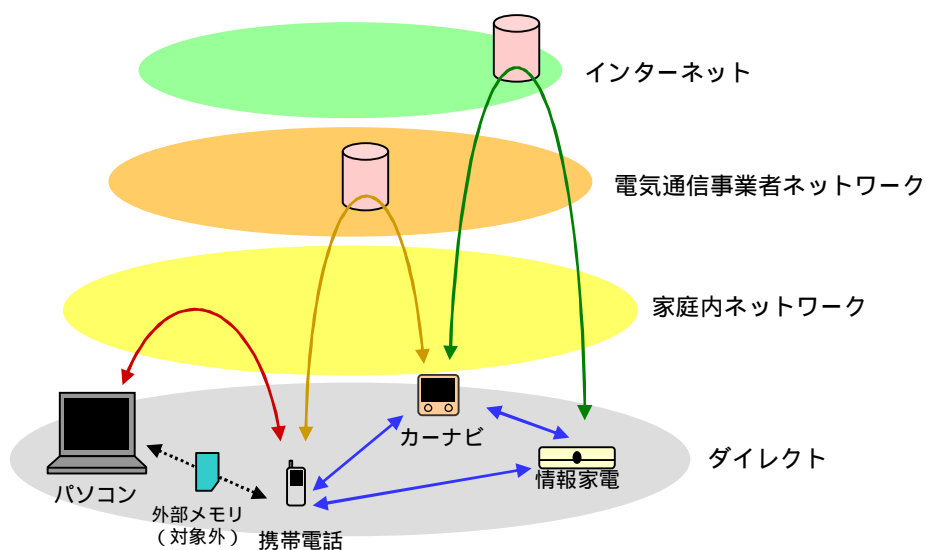 インターネット
電気通信事業者ネットワーク
家庭内ネットワーク
カーナビ
ダイレクト
情報家電
パソコン
外部メモリ
（対象外）
携帯電話